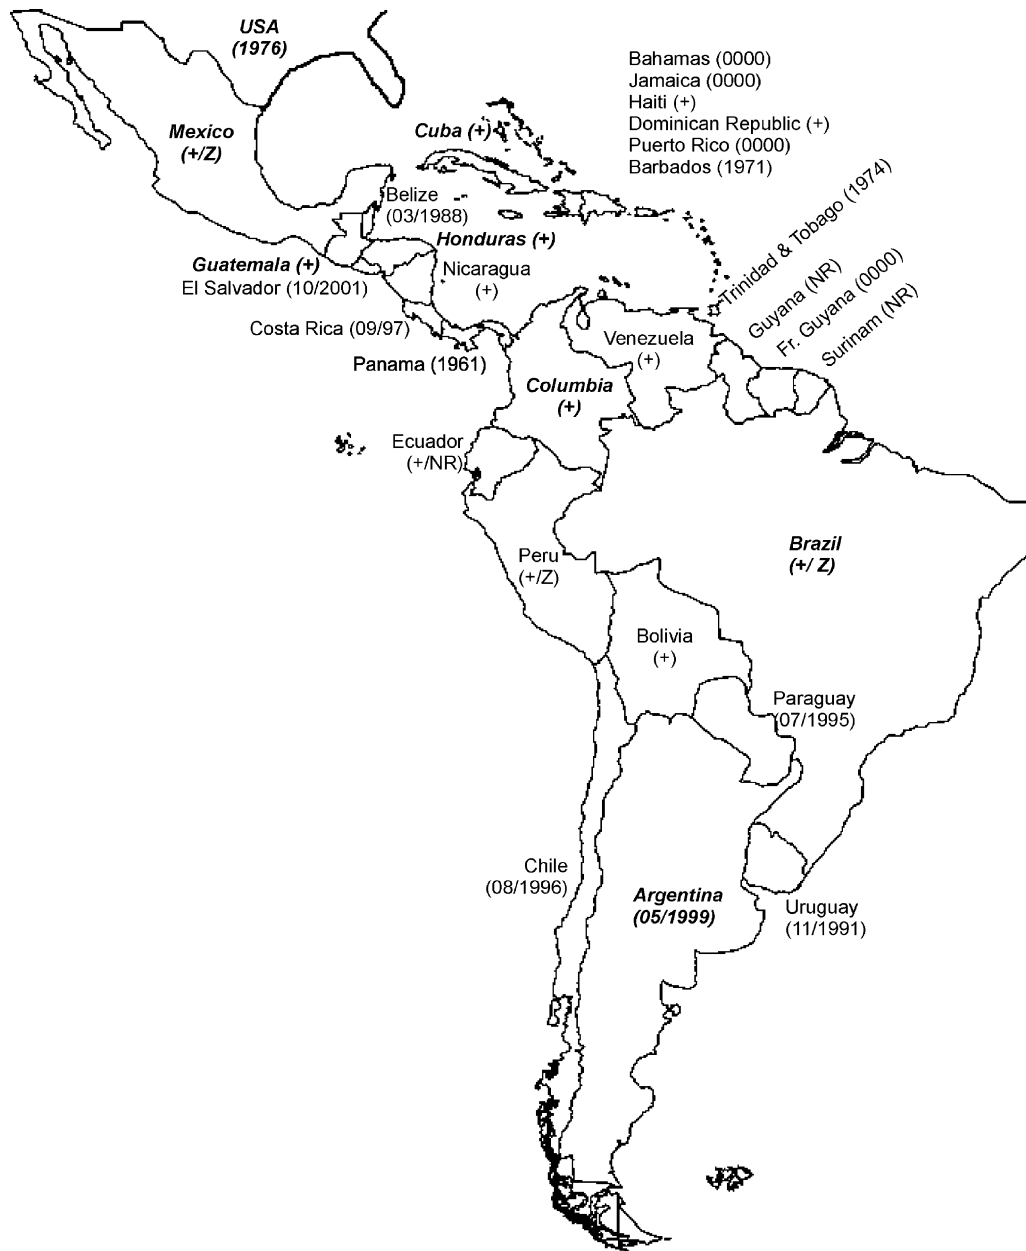 USA
(1976)
Bahamas (0000)
Jamaica (0000)
Haiti (+)
Dominican Republic (+)
Puerto Rico (0000)
Barbados (1971)
Mexico
(+/Z)
Cuba (+)
Belize
(03/1988)
Trinidad & Tobago (1974)
Honduras (+)
Guatemala (+)
Nicaragua
(+)
El Salvador (10/2001)
Guyana (NR)
Fr. Guyana (0000)
Surinam (NR)
Costa Rica (09/97)
Venezuela
(+)
Panama (1961)
Columbia
(+)
Ecuador
(+/NR)
Brazil
(+/ Z)
Peru
(+/Z)
Bolivia
(+)
Paraguay
(07/1995)
Chile
(08/1996)
Argentina
(05/1999)
Uruguay
(11/1991)